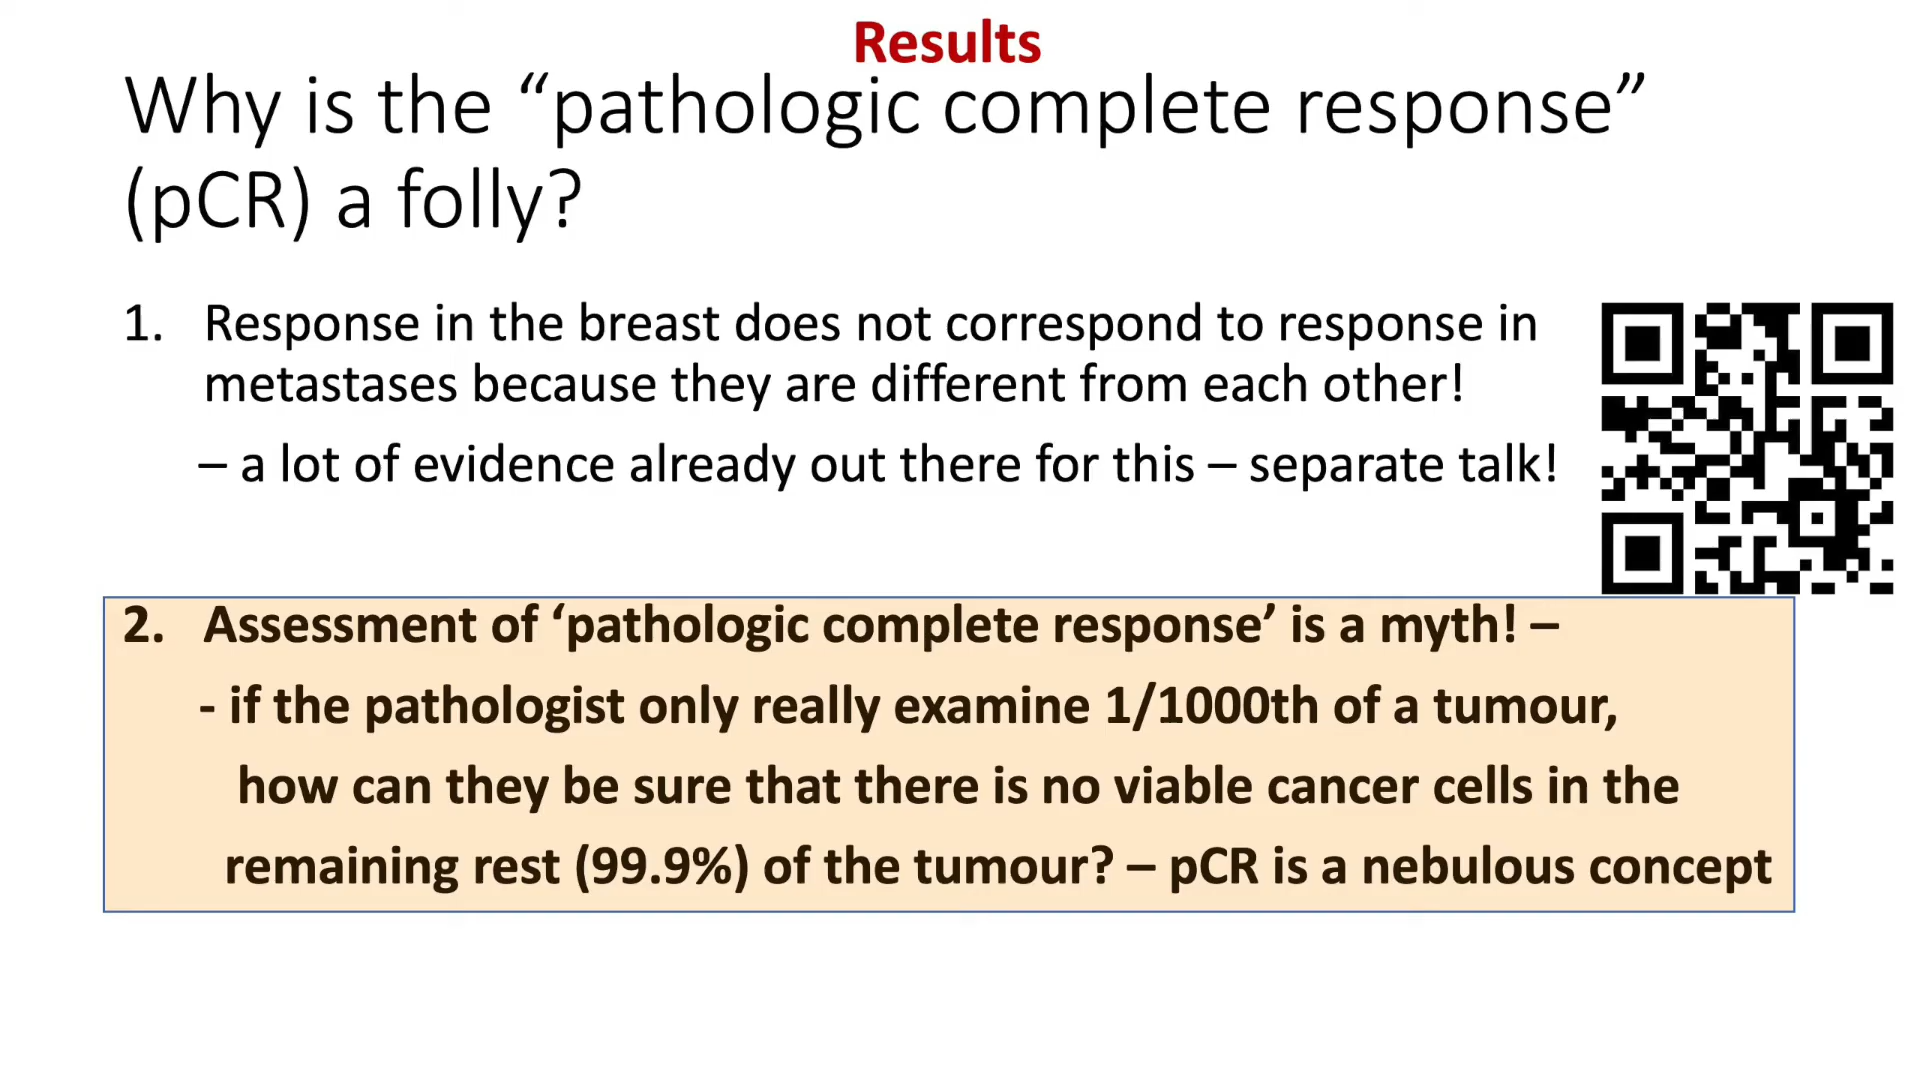 Results
Why is the “pathologic complete response”
(pCR) a folly?
1. Response in the breast does not correspond to response in
metastases because they are different from each other!
– a lot of evidence already out there for this – separate talk!
2. Assessment of ‘pathologic complete response’ is a myth! –
- if the pathologist only really examine 1/1000th of a tumour,
how can they be sure that there is no viable cancer cells in the
remaining rest (99.9%) of the tumour? – pCR is a nebulous concept